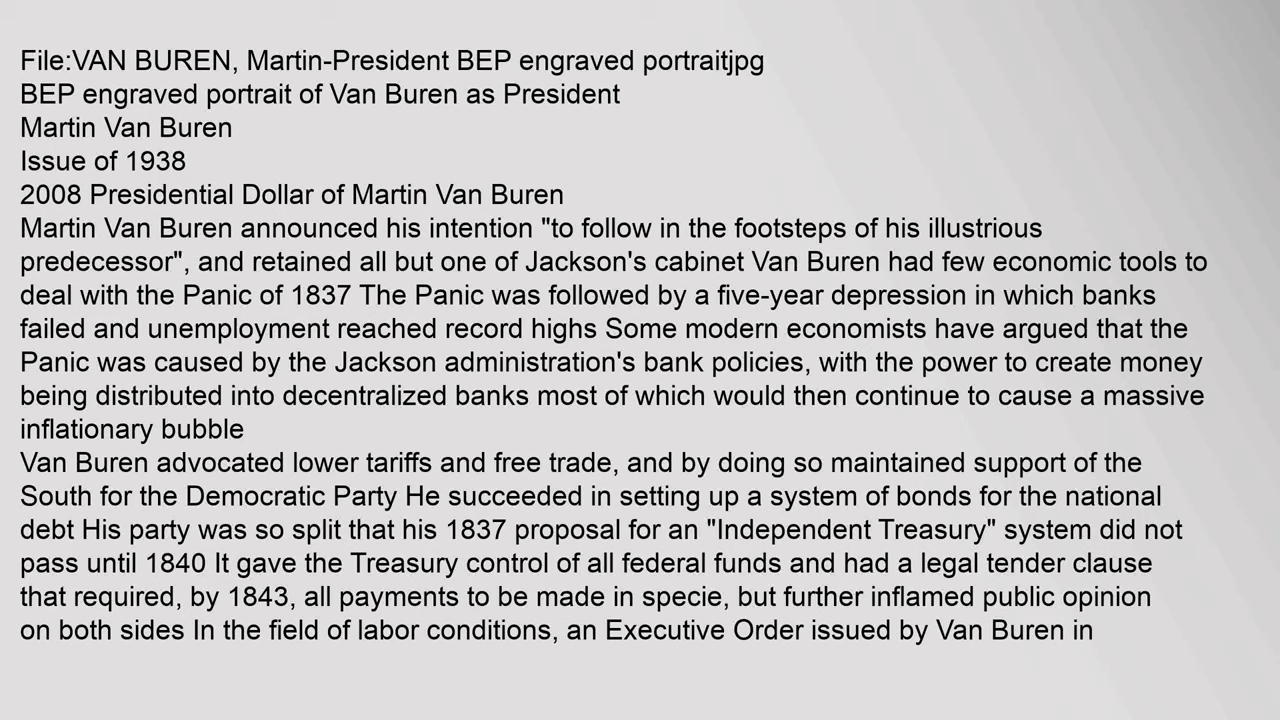 File:VAN BUREN, Martin-President BEP engraved portraitjpg
BEP engraved portrait of Van Buren as President
Martin Van Buren
Issue of 1938
2008 Presidential Dollar of Martin Van Buren
Martin Van Buren announced his intention "to follow in the footsteps of his illustrious
predecessor", and retained all but one of Jackson's cabinet Van Buren had few economic tools to
deal with the Panic of 1837 The Panic was followed by a five-year depression in which banks
failed and unemployment reached record highs Some modern economists have argued that the
Panic was caused by the Jackson administration's bank policies, with the power to create money
being distributed into decentralized banks most of which would then continue to cause a massive
inflationary bubble
Van Buren advocated lower tariffs and free trade, and by doing so maintained support of the
South for the Democratic Party He succeeded in setting up a system of bonds for the national
debt His party was so split that his 1837 proposal for an "Independent Treasury" system did not
pass until 1840 It gave the Treasury control of all federal funds and had a legal tender clause
that required, by 1843, all payments to be made in specie, but further inflamed public opinion
on both sides In the field of labor conditions, an Executive Order issued by Van Buren in